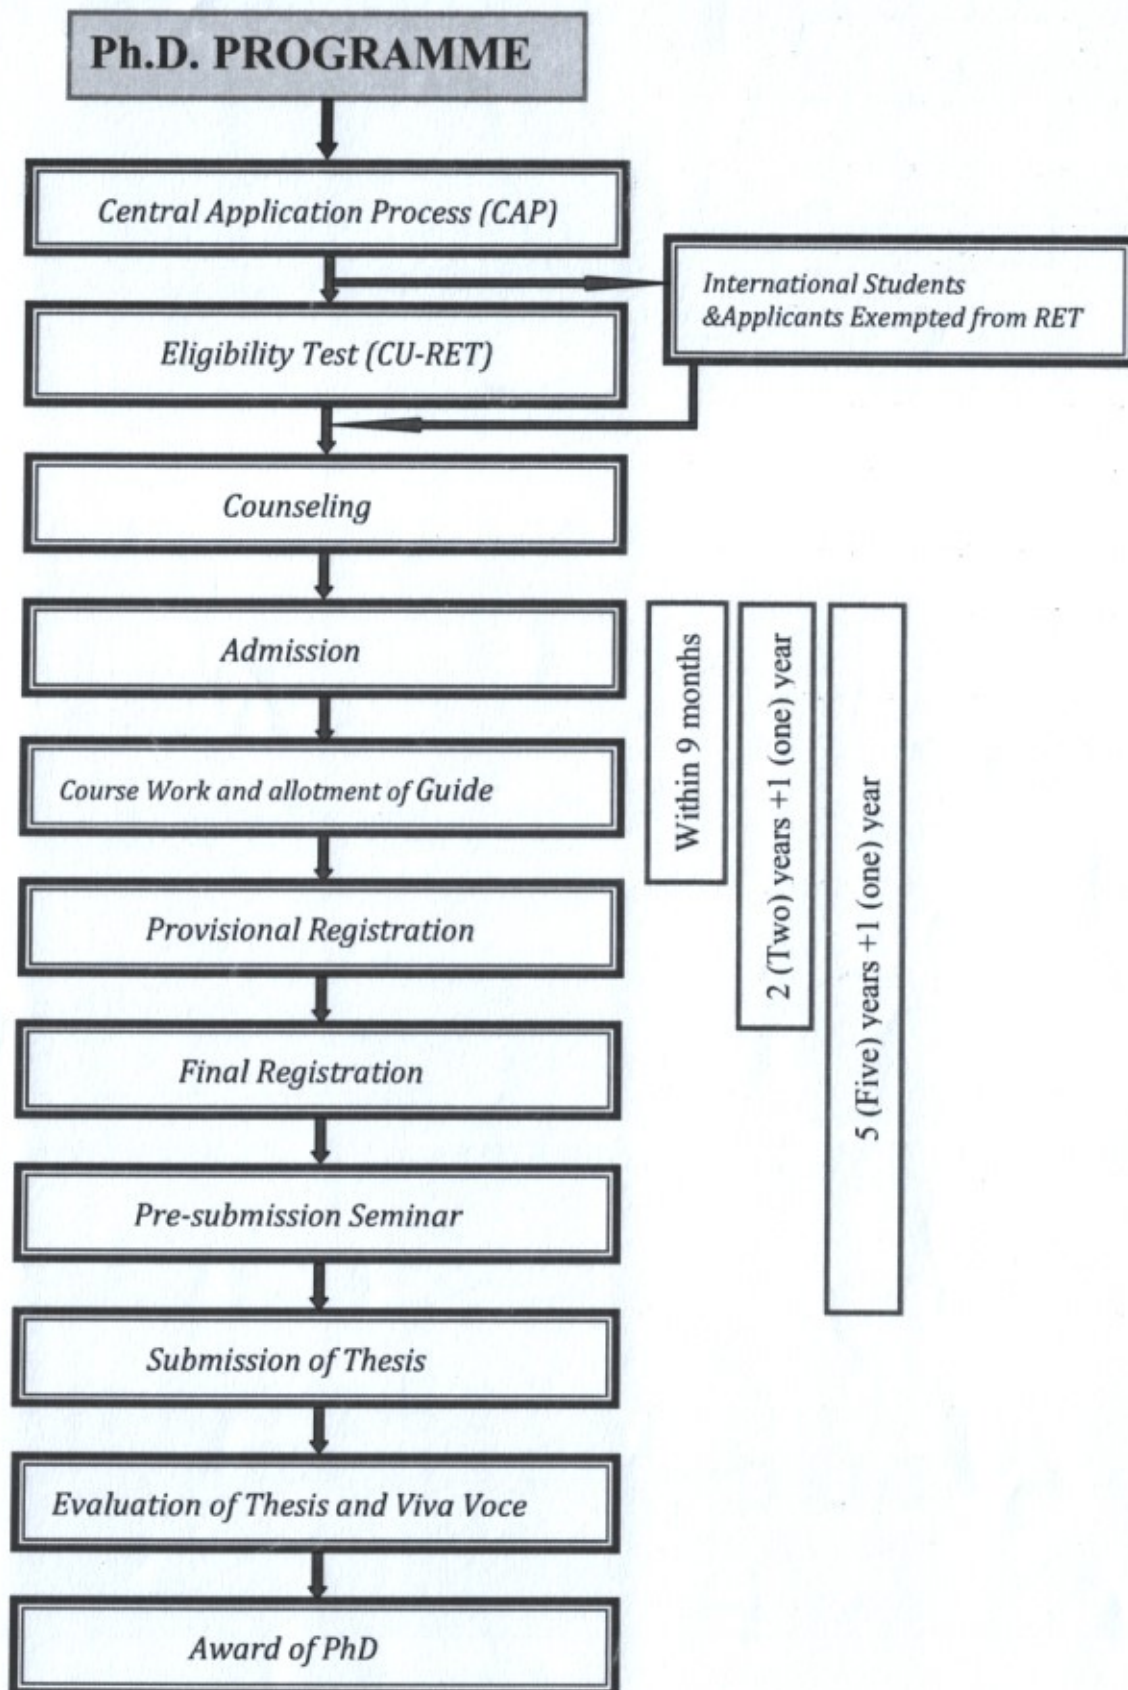 Ph.D. PROGRAMME
Central Application Process (CAP)
International Students
&Applicants Exempted from RET
Eligibility Test (CU-RET)
Counseling
Admission
Course Work and allotment of Guide
Provisional Registration
Final Registration
Pre-submission Seminar
Submission of Thesis
Evaluation of Thesis and Viva Voce
Award of PhD
Within 9 months
2 (Two) years +1 (one) year
5 (Five) years +1 (one) year